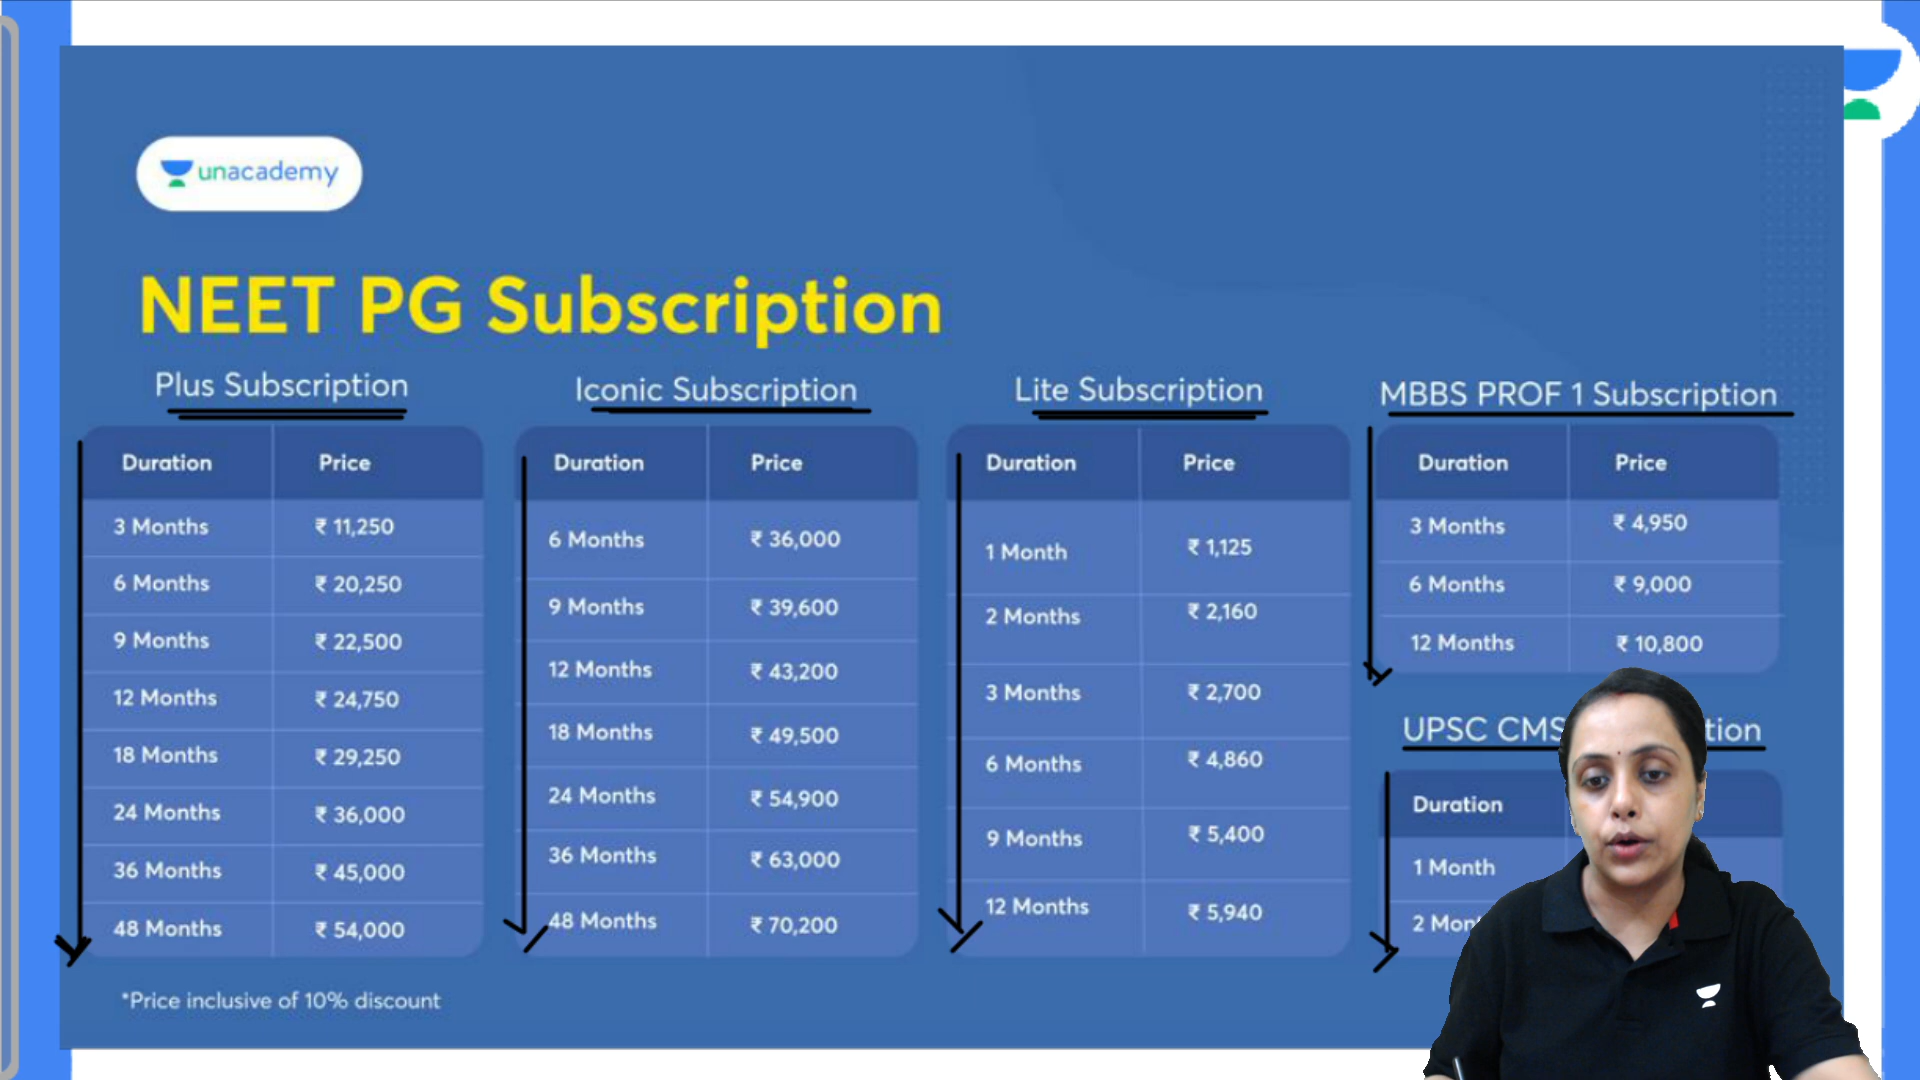 unacademy
NEET PG Subscription
Plus Subscription
Duration Price
3 Months ₹ 11,250
6 Months ₹ 20,250
9 Months ₹ 22,500
12 Months ₹ 24,750
18 Months ₹ 29,250
24 Months ₹ 36,000
36 Months ₹ 45,000
48 Months ₹ 54,000
Iconic Subscription
Duration Price
6 Months ₹ 36,000
9 Months ₹ 39,600
12 Months ₹ 43,200
18 Months ₹ 49,500
24 Months ₹ 54,900
36 Months ₹ 63,000
48 Months ₹ 70,200
Lite Subscription
Duration Price
1 Month ₹ 1,125
2 Months ₹ 2,160
3 Months ₹ 2,700
6 Months ₹ 4,860
9 Months ₹ 5,400
12 Months ₹ 5,940
MBBS PROF 1 Subscription
Duration Price
3 Months ₹ 4,950
6 Months ₹ 9,000
12 Months ₹ 10,800
UPSC CMS
Duration
1 Month
2
*Price inclusive of 10% discount